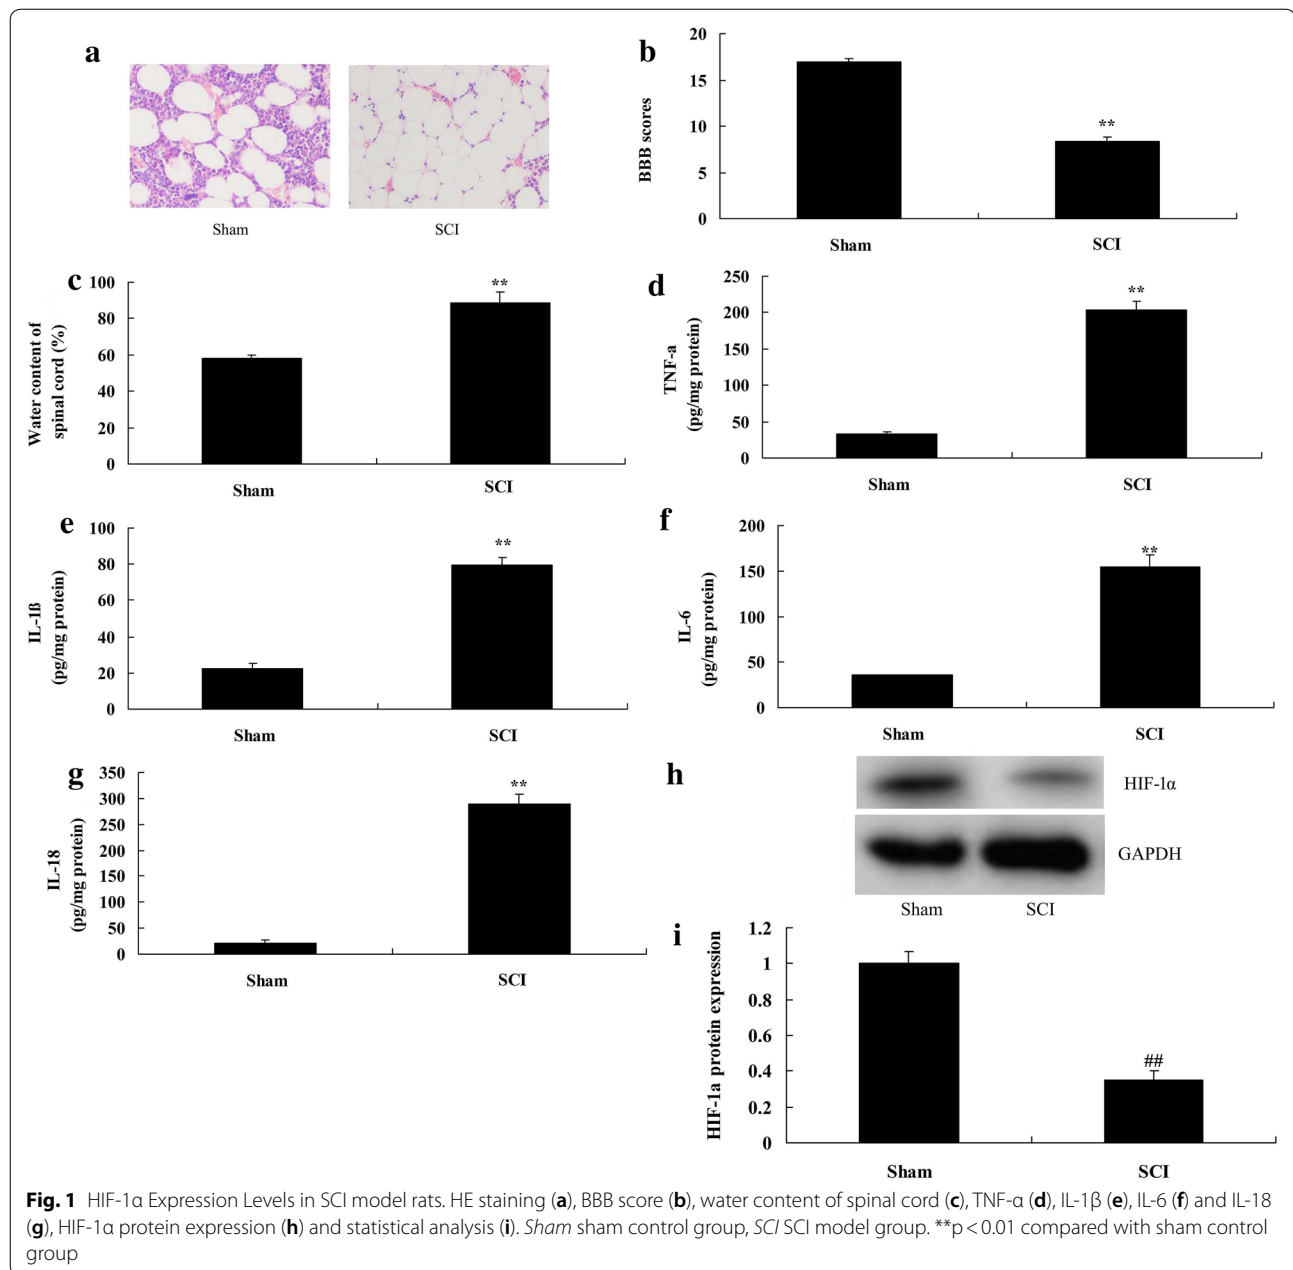 a
Sham
SCI
b
BBB scores
20
15
10
5
0
**
Sham
SCI
c
Water content of
spinal cord (%)
100
80
60
40
20
0
**
Sham
SCI
d
TNF-a
(pg/mg protein)
250
200
150
100
50
0
**
Sham
SCI
e
IL-1ß
(pg/mg protein)
100
80
60
40
20
0
**
Sham
SCI
f
IL-6
(pg/mg protein)
200
150
100
50
0
**
Sham
SCI
g
IL-18
(pg/mg protein)
350
300
250
200
150
100
50
0
**
Sham
SCI
h
HIF-1α
GAPDH
Sham
SCI
i
HIF-1a protein expression
1.2
1
0.8
0.6
0.4
0.2
0
##
Sham
SCI
Fig. 1 HIF-1α Expression Levels in SCI model rats. HE staining (a), BBB score (b), water content of spinal cord (c), TNF-α (d), IL-1β (e), IL-6 (f) and IL-18
(g), HIF-1α protein expression (h) and statistical analysis (i). Sham sham control group, SCI SCI model group. **p < 0.01 compared with sham control
group